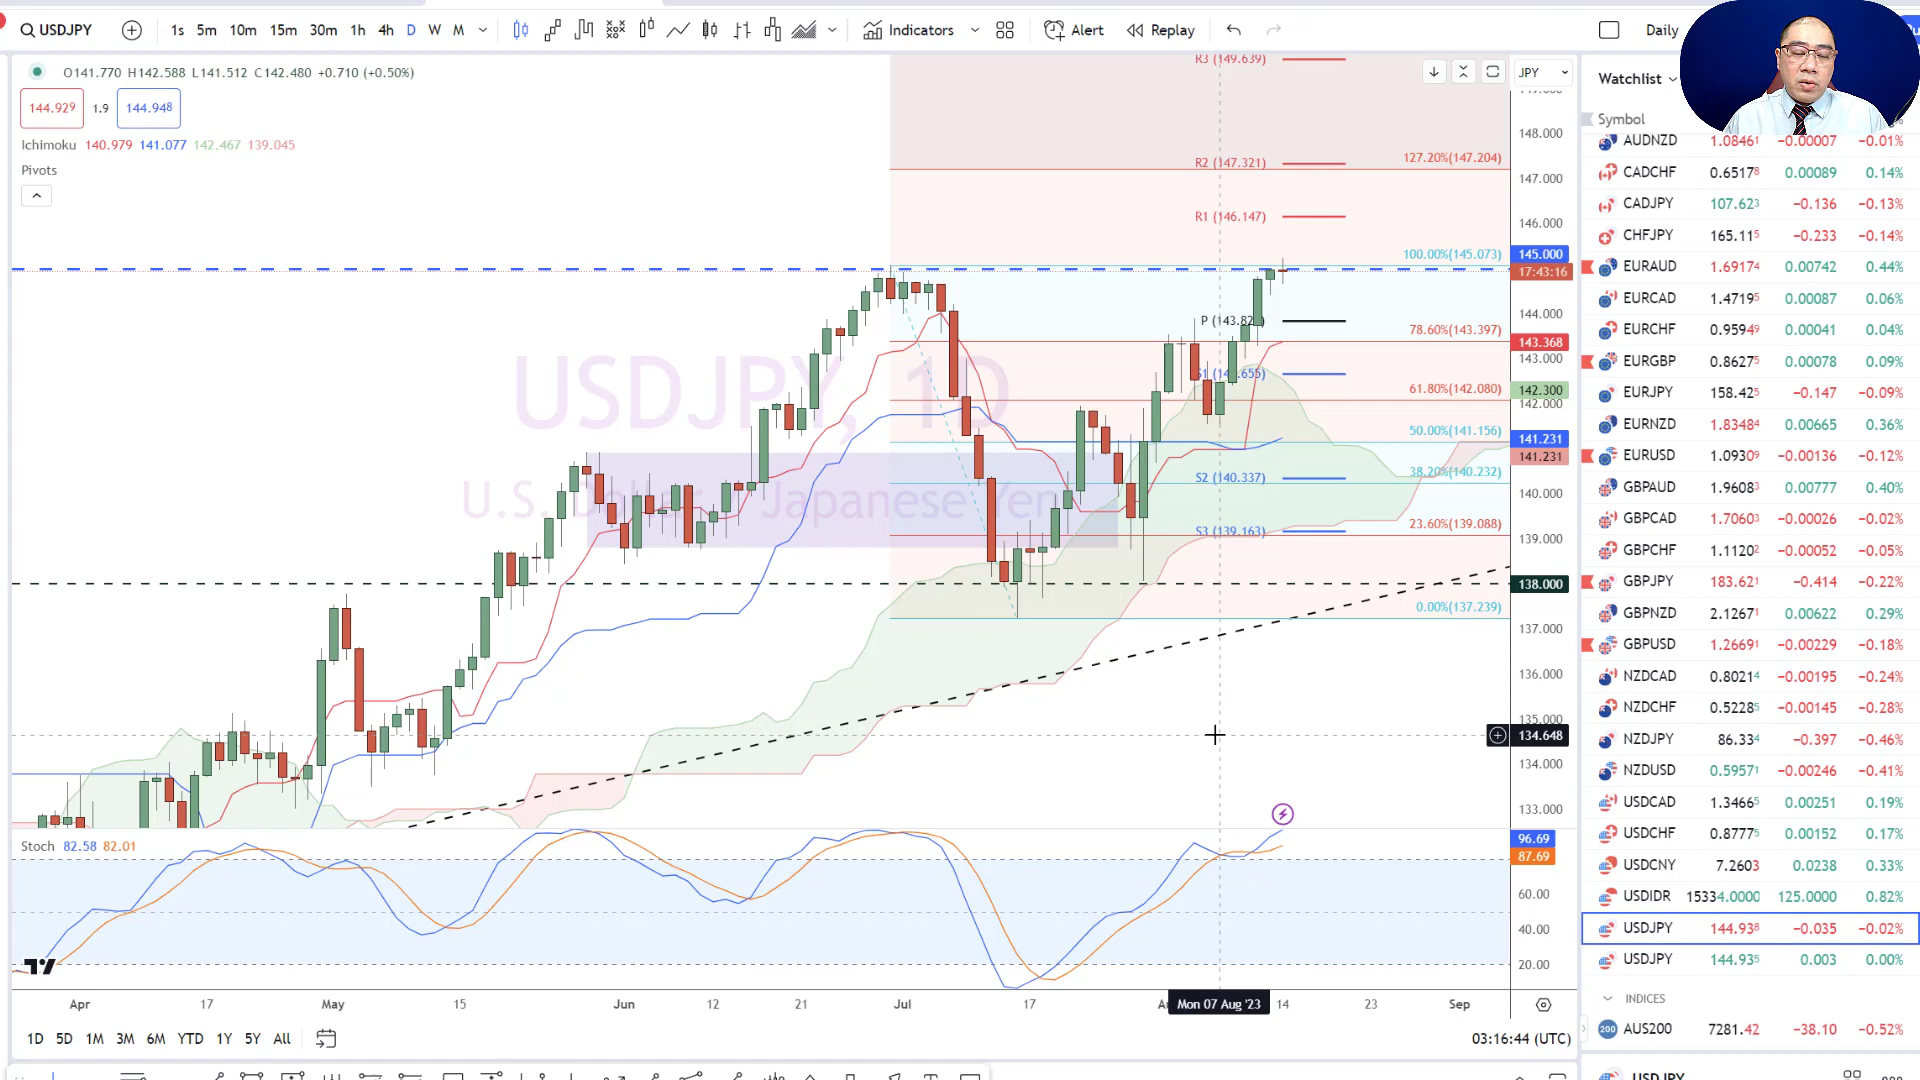 USDJPY 1s 5m 10m 15m 30m 1h 4h D W M Indicators Alert Replay Daily
O141.770 H142.588 L141.512 C142.480 +0.710 (+0.50%)
144.929 1.9 144.948
Ichimoku 140.979 141.077 142.467 139.045
Pivots
USDJPY, 1D
U.S. Dollar / Japanese Yen
R3 (149.639)
R2 (147.321)
127.20%(147.204)
R1 (146.147)
100.00%(145.073)
78.60%(143.397)
61.80%(142.080)
50.00%(141.156)
38.20%(140.232)
S2 (140.337)
23.60%(139.088)
S3 (139.163)
0.00%(137.239)
JPY
148.000
147.000
146.000
145.000
17:43:16
144.000
143.368
143.000
142.300
142.000
141.231
141.231
140.000
139.000
138.000
137.000
136.000
135.000
134.648
134.000
133.000
Stoch 82.58 82.01
96.69
87.69
60.00
40.00
20.00
Apr 17 May 15 Jun 12 21 Jul 17 Mon 07 Aug '23 14 23 Sep
1D 5D 1M 3M 6M YTD 1Y 5Y All
03:16:44 (UTC)
Watchlist
Symbol
AUDNZD 1.08461 −0.00007 −0.01%
CADCHF 0.65178 0.00089 0.14%
CADJPY 107.623 −0.136 −0.13%
CHFJPY 165.115 −0.233 −0.14%
EURAUD 1.69174 0.00742 0.44%
EURCAD 1.47195 0.00087 0.06%
EURCHF 0.95949 0.00041 0.04%
EURGBP 0.86275 0.00078 0.09%
EURJPY 158.425 −0.147 −0.09%
EURNZD 1.83484 0.00665 0.36%
EURUSD 1.09309 −0.00136 −0.12%
GBPAUD 1.96083 0.00777 0.40%
GBPCAD 1.70603 −0.00026 −0.02%
GBPCHF 1.11202 −0.00052 −0.05%
GBPJPY 183.621 −0.414 −0.22%
GBPNZD 2.12671 0.00622 0.29%
GBPUSD 1.26691 −0.00229 −0.18%
NZDCAD 0.80214 −0.00195 −0.24%
NZDCHF 0.52285 −0.00145 −0.28%
NZDJPY 86.334 −0.397 −0.46%
NZDUSD 0.59571 −0.00246 −0.41%
USDCAD 1.34665 0.00251 0.19%
USDCHF 0.87775 0.00152 0.17%
USDCNY 7.2603 0.0238 0.33%
USDIDR 15334.0000 125.0000 0.82%
USDJPY 144.938 −0.035 −0.02%
USDJPY 144.935 0.003 0.00%
INDICES
AUS200 7281.42 −38.10 −0.52%
USDJPY